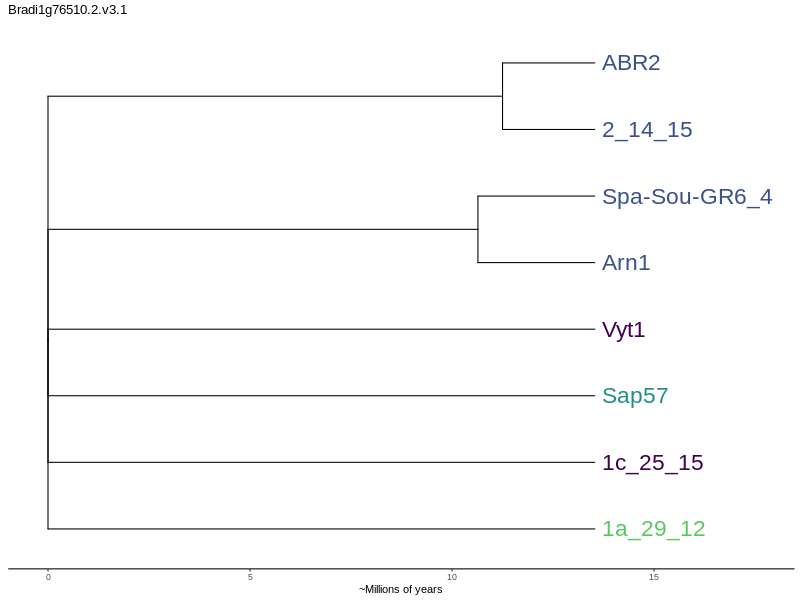 Bradi1g76510.2.v3.1
ABR2
2_14_15
Spa-Sou-GR6_4
Arn1
Vyt1
Sap57
1c_25_15
1a_29_12
0 5 10 15
~Millions of years